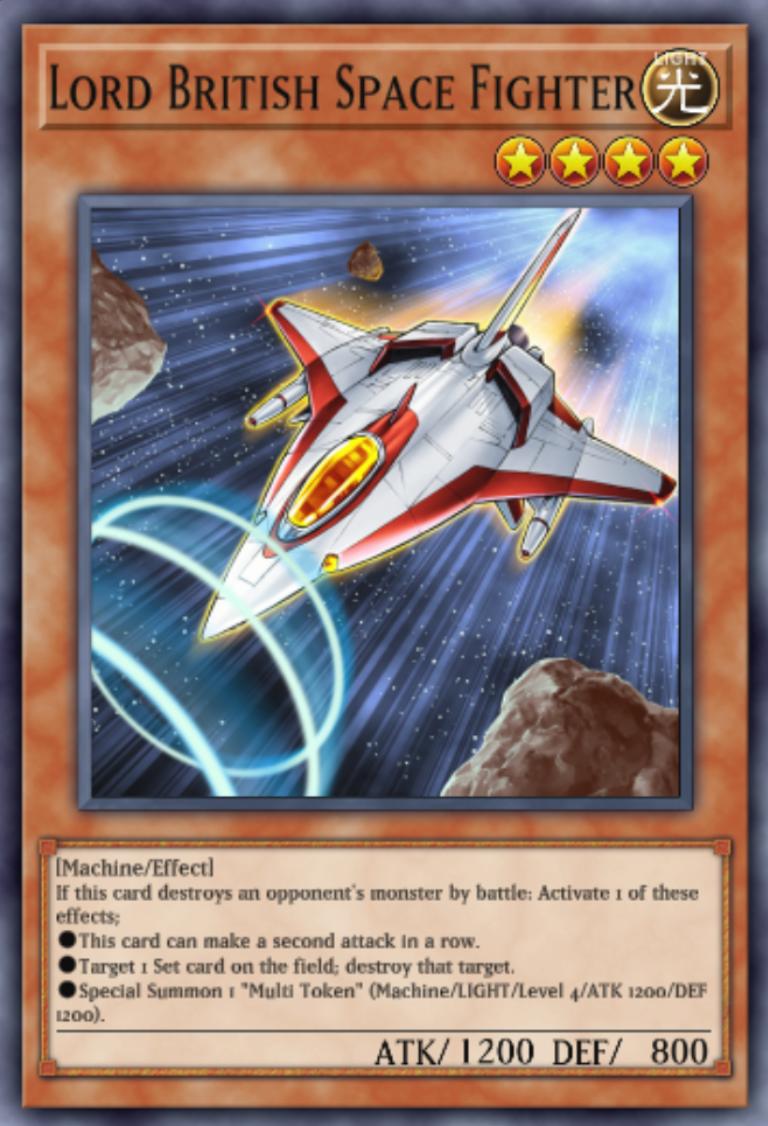 LORD BRITISH SPACE FIGHTER
LIGHT
光
[Machine/Effect]
If this card destroys an opponent's monster by battle: Activate 1 of these
effects;
●This card can make a second attack in a row.
●Target 1 Set card on the field; destroy that target.
●Special Summon 1 "Multi Token" (Machine/LIGHT/Level 4/ATK 1200/DEF
1200).
ATK/ 1200 DEF/ 800